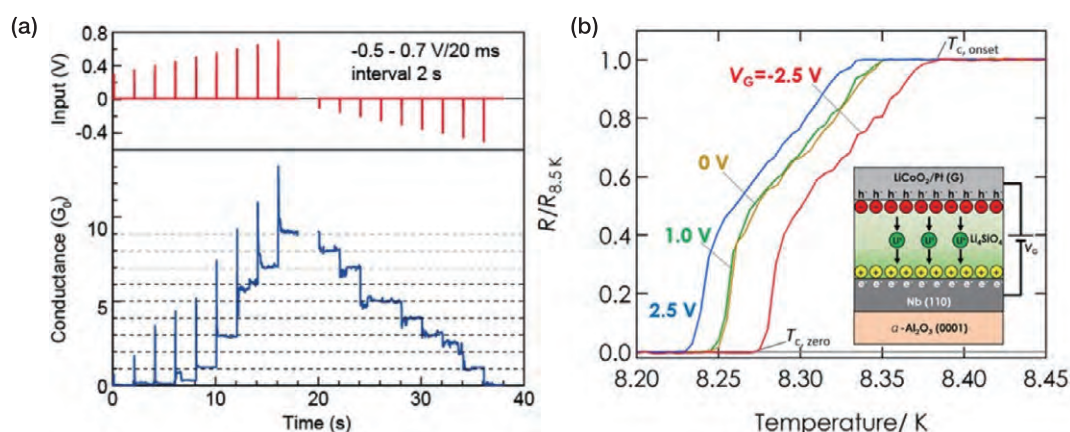 (a)
Input (V)
0.8
0.4
0
-0.4
-0.5 - 0.7 V/20 ms
interval 2 s
Conductance (G₀)
10
5
0
0
10
20
30
40
Time (s)
(b)
R/R8.5 K
1.0
0.8
0.6
0.4
0.2
0.0
Tc, onset
VG=-2.5 V
0 V
1.0 V
2.5 V
Tc, zero
LiCoO₂/Pt (G)
h⁺ h⁺ h⁺ h⁺ h⁺ h⁺ h⁺ h⁺ h⁺
Li⁺ Li⁺ Li⁺
Li₄SiO₄
VG
+ + + + + + + + +
e⁻ e⁻ e⁻ e⁻ e⁻ e⁻ e⁻ e⁻ e⁻
Nb (110)
α-Al₂O₃ (0001)
8.20
8.25
8.30
8.35
8.40
8.45
Temperature/ K